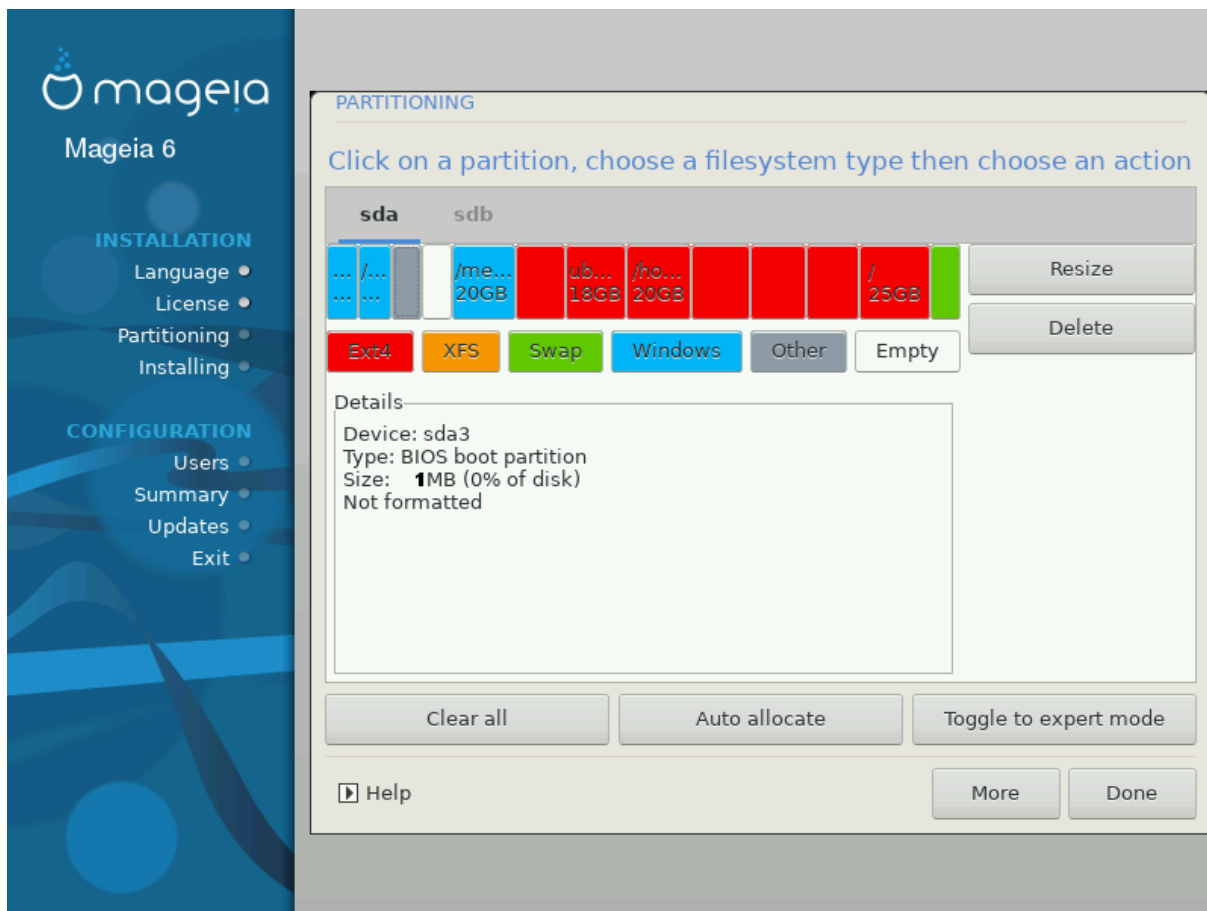 mageia
Mageia 6
INSTALLATION
Language
License
Partitioning
Installing
CONFIGURATION
Users
Summary
Updates
Exit
PARTITIONING
Click on a partition, choose a filesystem type then choose an action
sda sdb
... /... /me... ub... /ho... /
... ... 20GB 18GB 20GB 25GB
Resize
Delete
Ext4 XFS Swap Windows Other Empty
Details
Device: sda3
Type: BIOS boot partition
Size: 1MB (0% of disk)
Not formatted
Clear all Auto allocate Toggle to expert mode
Help More Done